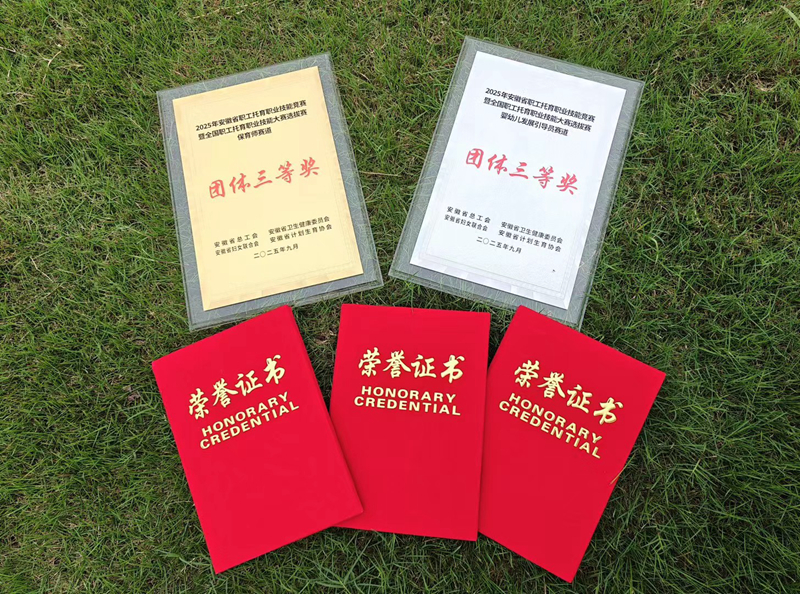 2025年安徽省职工托育职业技能竞赛
暨全国职工托育职业技能大赛选拔赛
保育师赛道
团体三等奖
安徽省总工会 安徽省卫生健康委员会
安徽省妇女联合会 安徽省计划生育协会
二〇二五年九月
2025年安徽省职工托育职业技能竞赛
暨全国职工托育职业技能大赛选拔赛
婴幼儿发展引导员赛道
团体三等奖
安徽省总工会 安徽省卫生健康委员会
安徽省妇女联合会 安徽省计划生育协会
二〇二五年九月
荣誉证书
HONORARY
CREDENTIAL
荣誉证书
HONORARY
CREDENTIAL
荣誉证书
HONORARY
CREDENTIAL